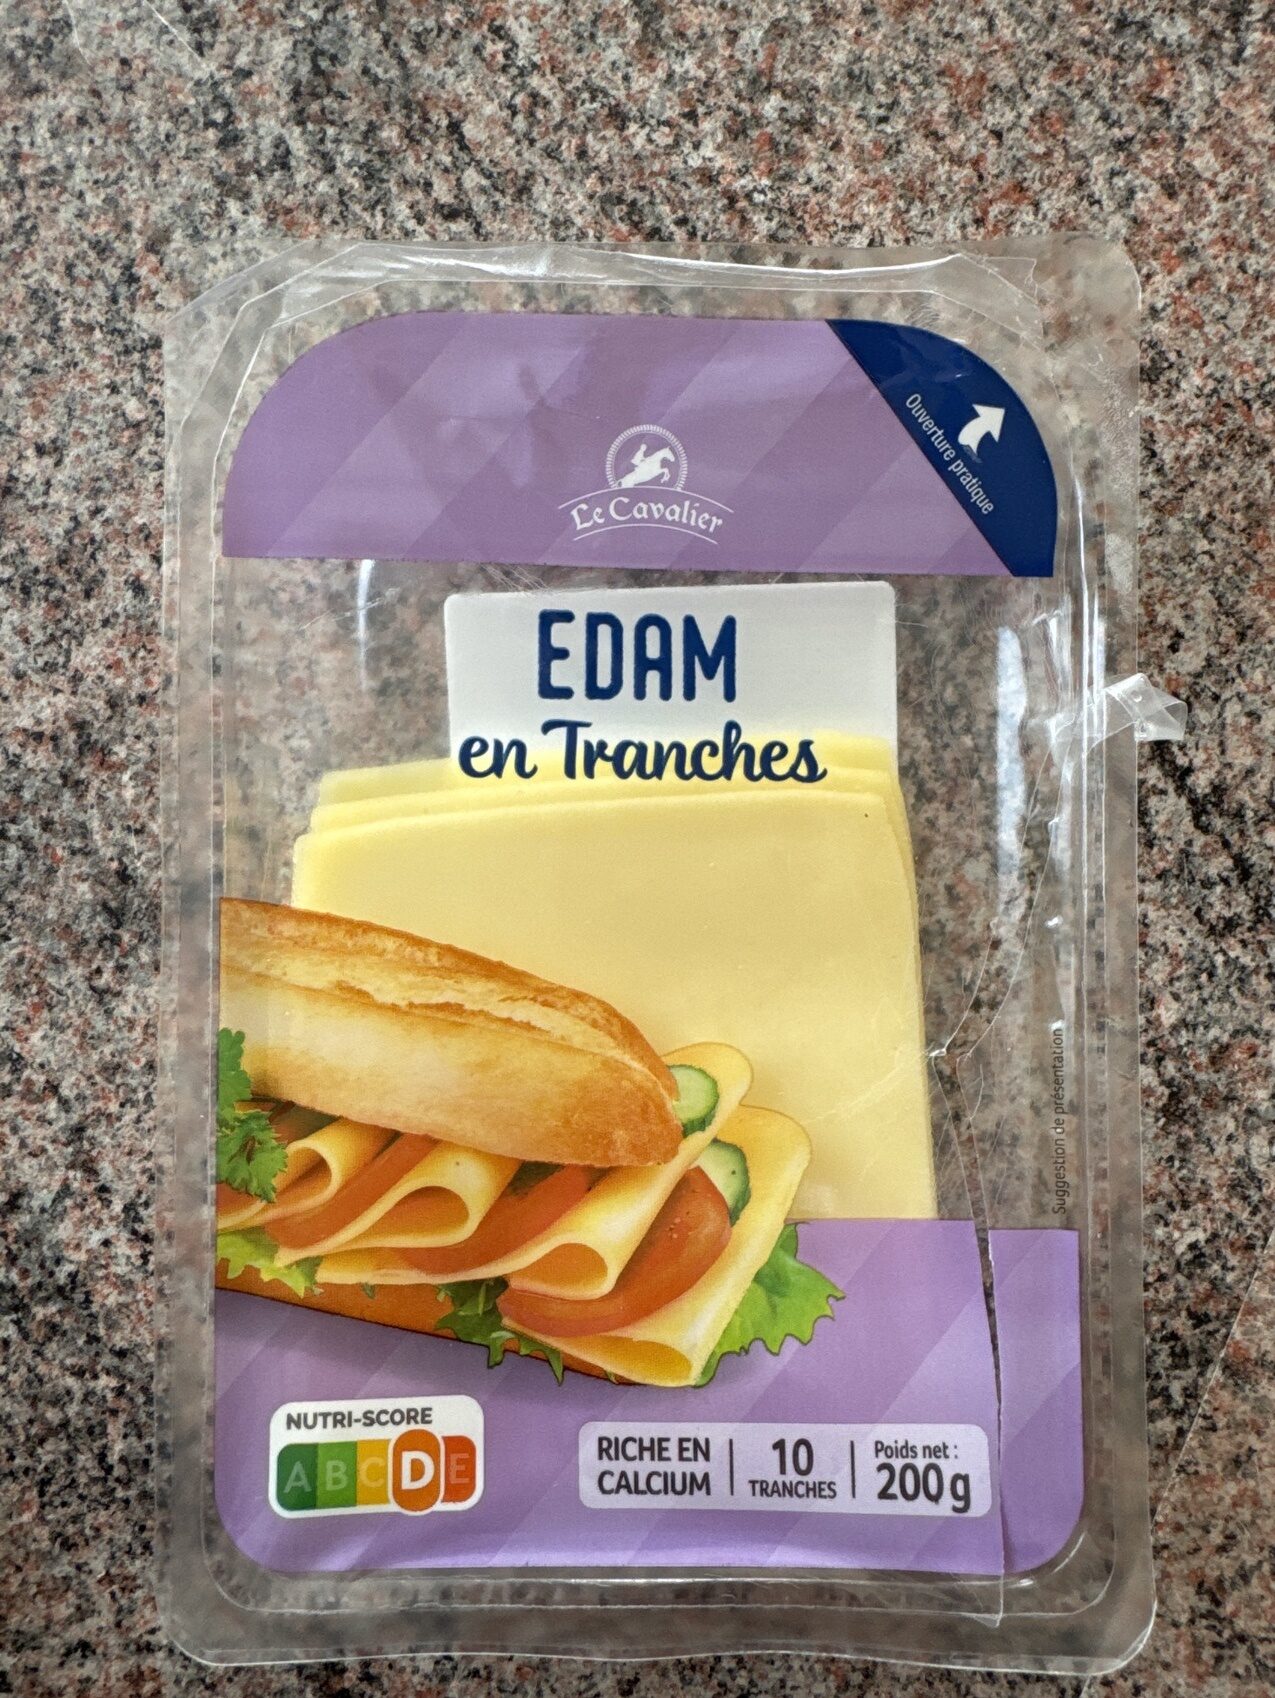 Ouverture pratique
Le Cavalier
EDAM
en Tranches
Suggestion de présentation
NUTRI-SCORE
A B C D E
RICHE EN
CALCIUM
10
TRANCHES
Poids net :
200 g